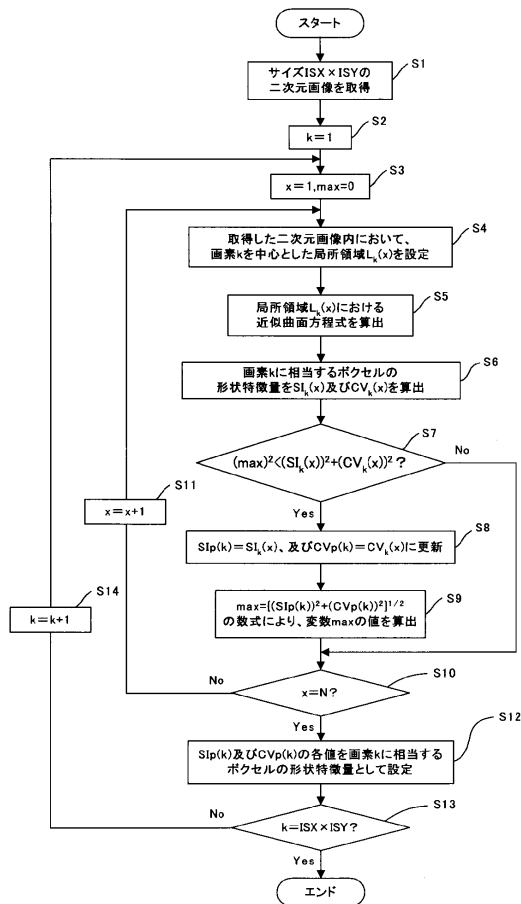 スタート
S1
サイズISX×ISYの
二次元画像を取得
S2
k=1
S3
x=1,max=0
S4
取得した二次元画像内において、
画素kを中心とした局所領域Lk(x)を設定
S5
局所領域Lk(x)における
近似曲面方程式を算出
S6
画素kに相当するボクセルの
形状特徴量をSIk(x)及びCVk(x)を算出
S7
(max)²<(SIk(x))²+(CVk(x))²?
No
Yes
S11
x=x+1
S8
SIp(k)=SIk(x)、及びCVp(k)=CVk(x)に更新
S14
k=k+1
S9
max=[(SIp(k))²+(CVp(k))²]1/2
の数式により、変数maxの値を算出
S10
x=N?
No
Yes
S12
SIp(k)及びCVp(k)の各値を画素kに相当する
ボクセルの形状特徴量として設定
S13
k=ISX×ISY?
No
Yes
エンド